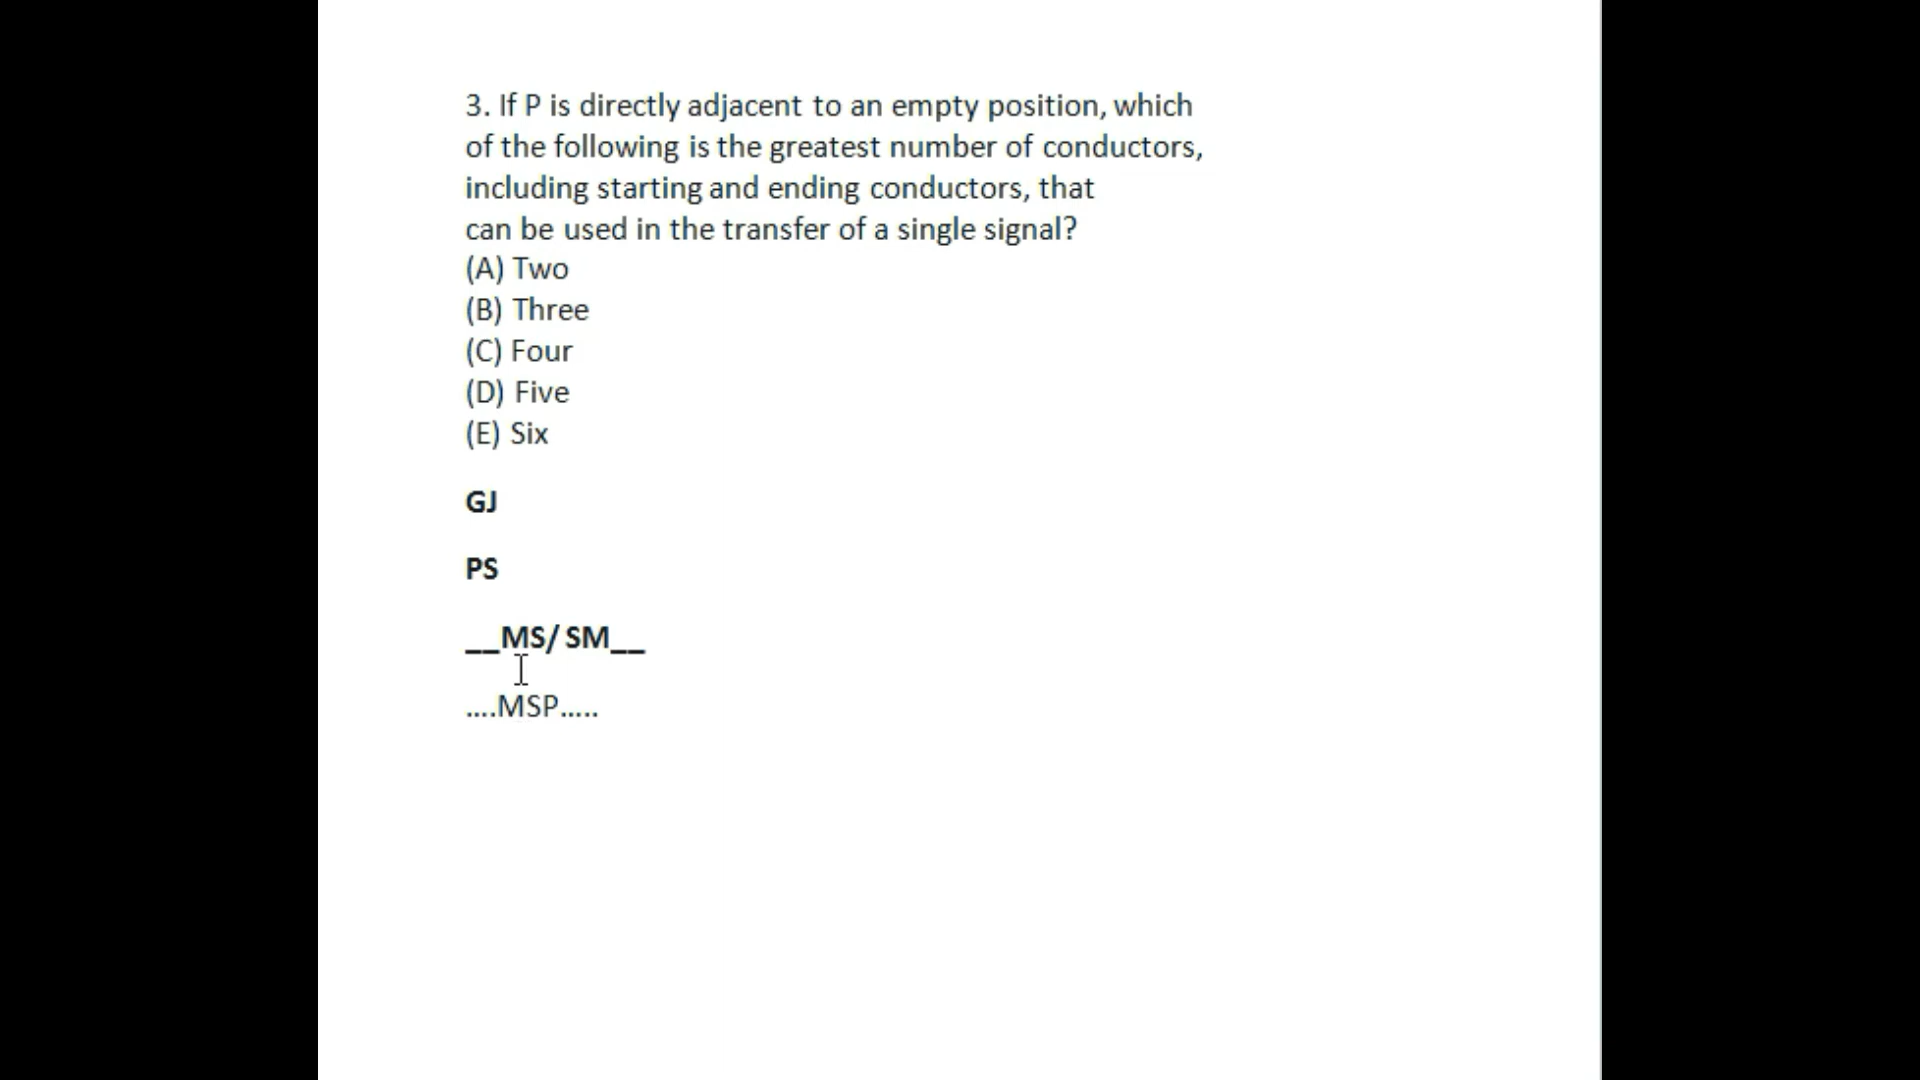 3. If P is directly adjacent to an empty position, which
of the following is the greatest number of conductors,
including starting and ending conductors, that
can be used in the transfer of a single signal?
(A) Two
(B) Three
(C) Four
(D) Five
(E) Six
GJ
PS
__MS/ SM__
....MSP.....